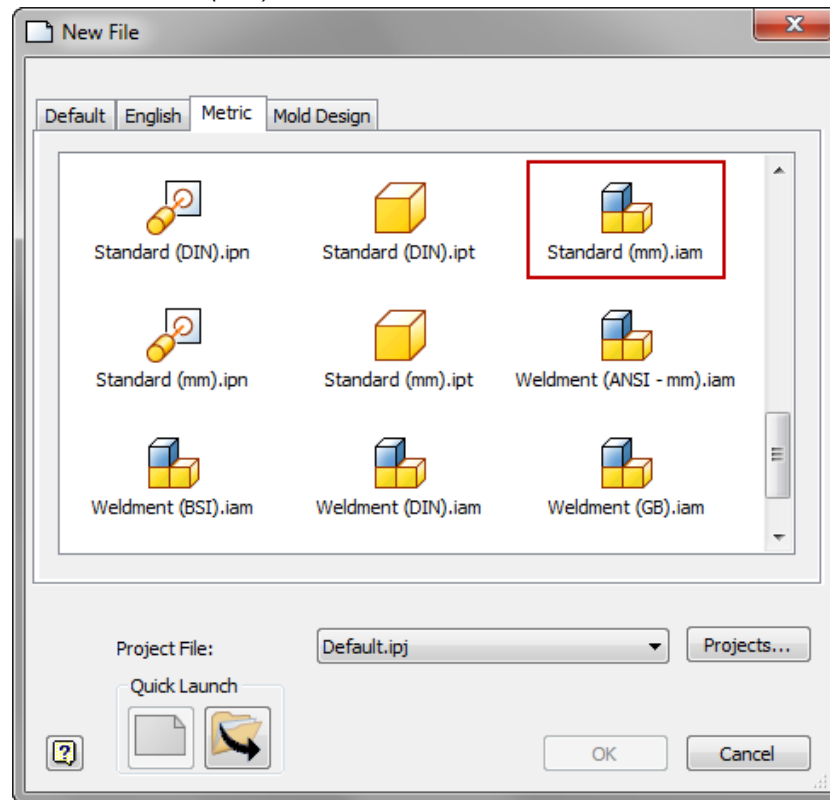 New File
Default English Metric Mold Design
Standard (DIN).ipn Standard (DIN).ipt Standard (mm).iam
Standard (mm).ipn Standard (mm).ipt Weldment (ANSI - mm).iam
Weldment (BSI).iam Weldment (DIN).iam Weldment (GB).iam
Project File: Default.ipj Projects...
Quick Launch
OK Cancel